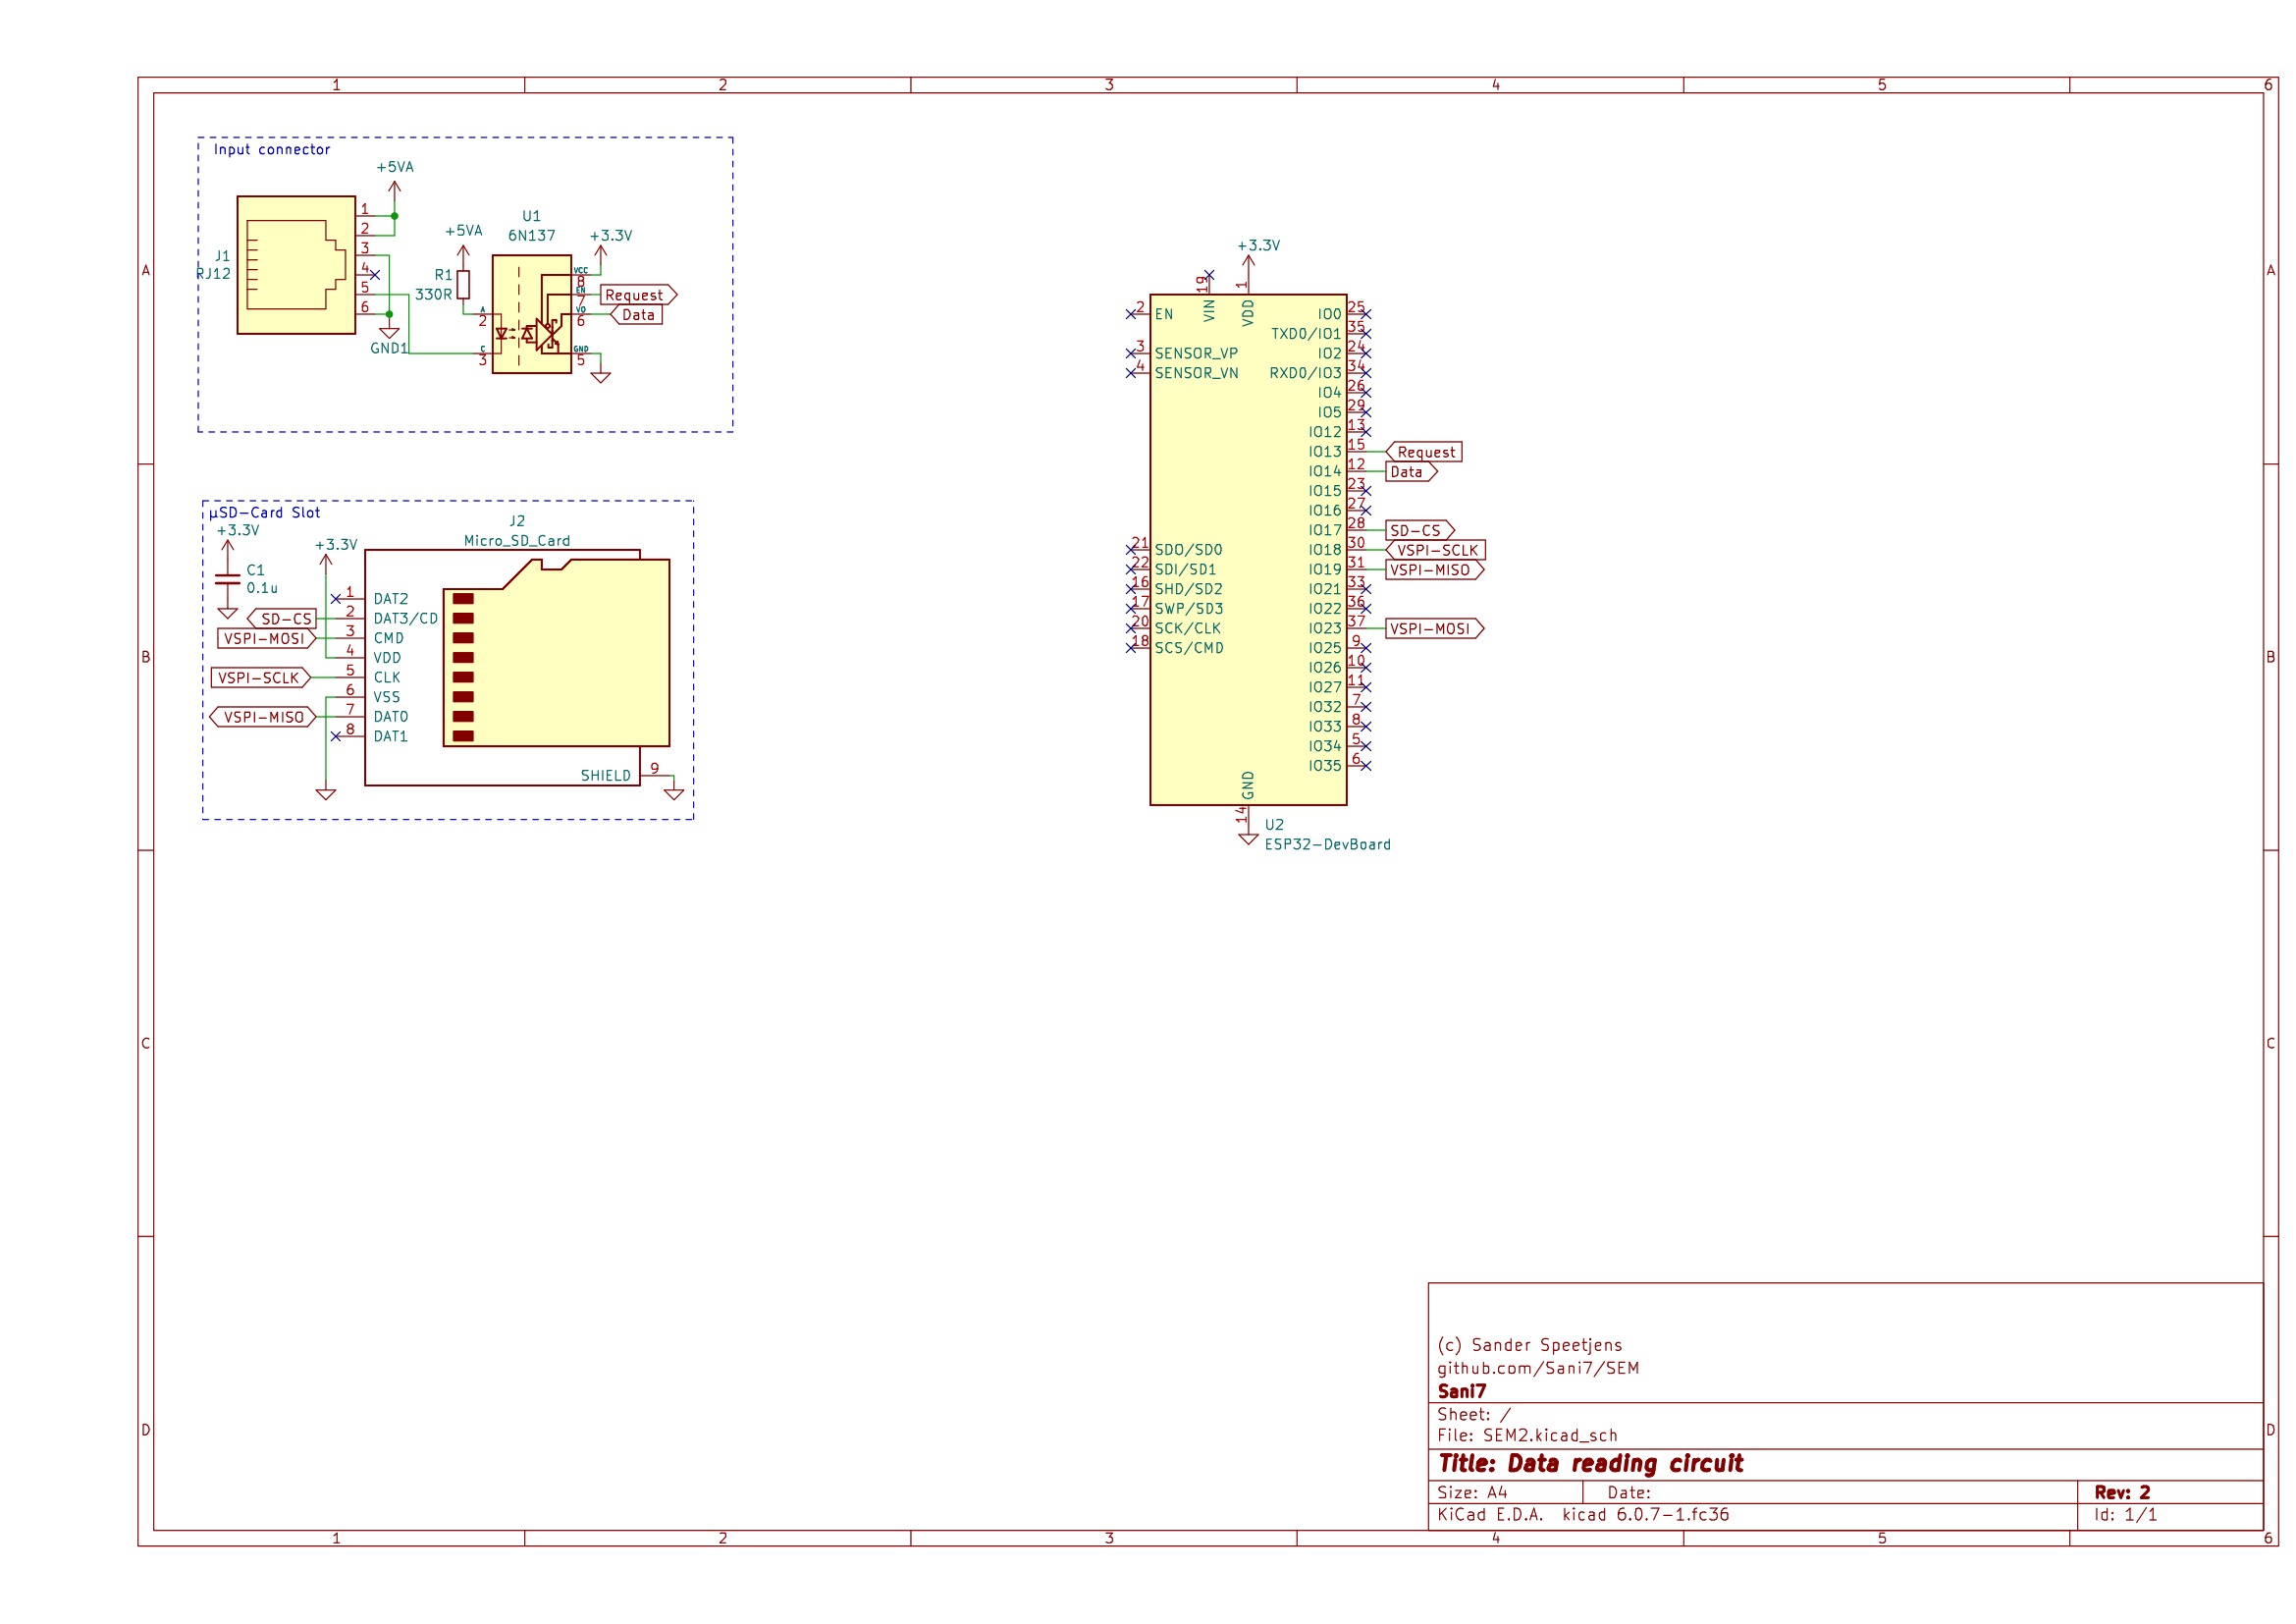 1 2 3 4 5 6
A A
B B
C C
D D
Input connector
+5VA
J1
RJ12
1
2
3
4
5
6
GND1
+5VA
R1
330R
U1
6N137
+3.3V
A
2
C
3
VCC
8
EN
7
VO
6
GND
5
Request
Data
µSD-Card Slot
+3.3V
C1
0.1u
+3.3V
J2
Micro_SD_Card
1 DAT2
SD-CS 2 DAT3/CD
VSPI-MOSI 3 CMD
4 VDD
VSPI-SCLK 5 CLK
6 VSS
VSPI-MISO 7 DAT0
8 DAT1
SHIELD 9
+3.3V
19 VIN
1 VDD
2 EN
3 SENSOR_VP
4 SENSOR_VN
21 SDO/SD0
22 SDI/SD1
16 SHD/SD2
17 SWP/SD3
20 SCK/CLK
18 SCS/CMD
IO0 25
TXD0/IO1 35
IO2 24
RXD0/IO3 34
IO4 26
IO5 29
IO12 13
IO13 15 Request
IO14 12 Data
IO15 23
IO16 27
IO17 28 SD-CS
IO18 30 VSPI-SCLK
IO19 31 VSPI-MISO
IO21 33
IO22 36
IO23 37 VSPI-MOSI
IO25 9
IO26 10
IO27 11
IO32 7
IO33 8
IO34 5
IO35 6
GND 14
U2
ESP32-DevBoard
(c) Sander Speetjens
github.com/Sani7/SEM
Sani7
Sheet: /
File: SEM2.kicad_sch
Title: Data reading circuit
Size: A4 Date: Rev: 2
KiCad E.D.A. kicad 6.0.7-1.fc36 Id: 1/1
1 2 3 4 5 6